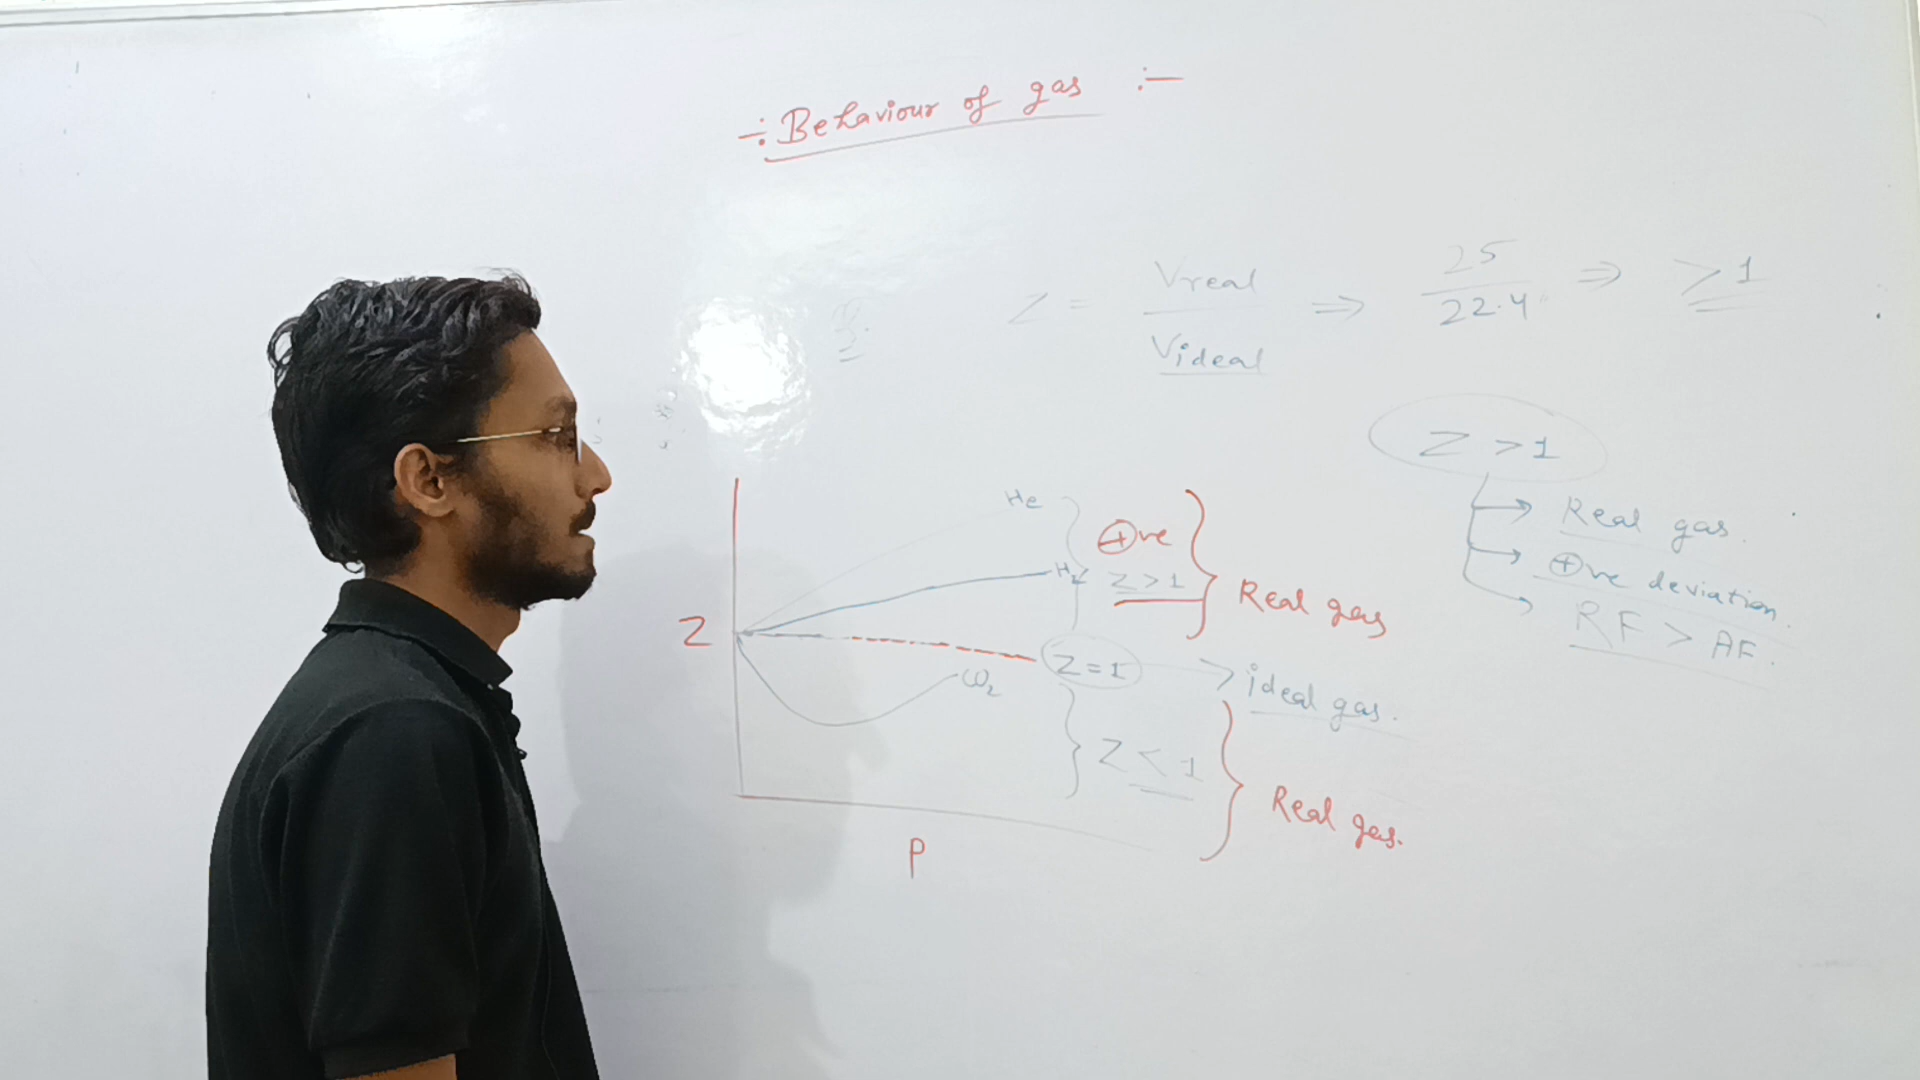 ÷ Behaviour of gas :-
Z = Vreal / Videal ⇒ 25 / 22.4 ⇒ > 1
Z > 1
→ Real gas.
→ ⊕ve deviation.
→ RF > AF.
He
H2
⊕ve
Z > 1
Real gas
Z
Z = 1 → ideal gas.
CO2
Z < 1
Real gas.
P